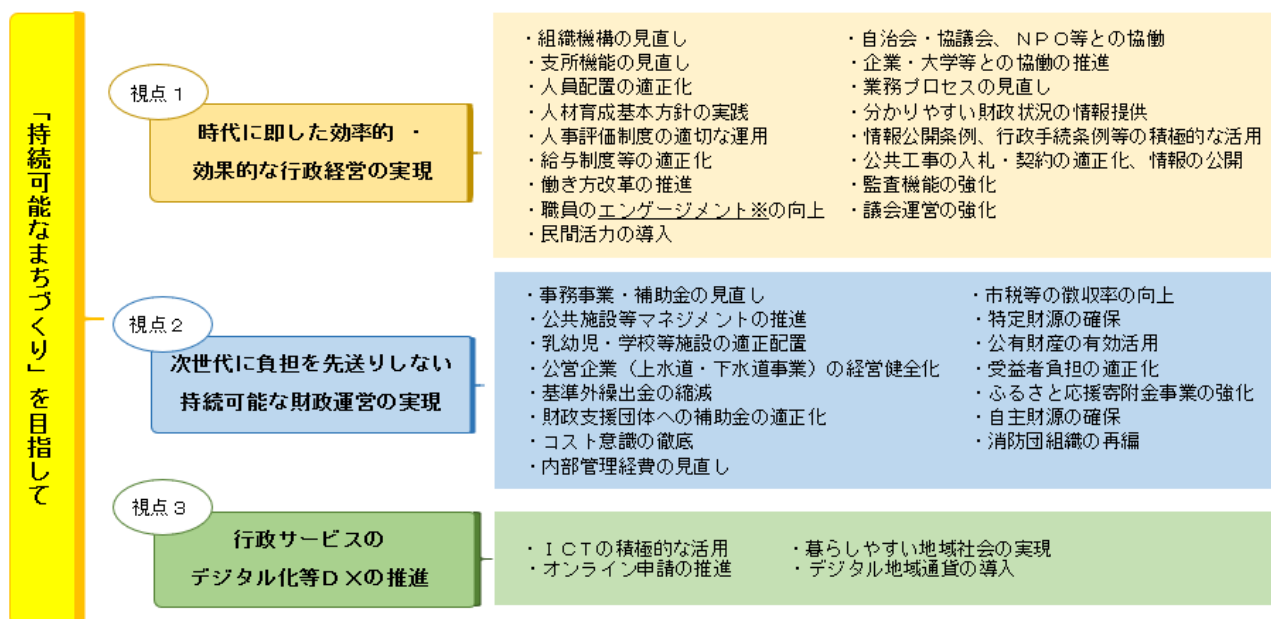 「持続可能なまちづくり」を目指して
視点1
時代に即した効率的・
効果的な行政経営の実現
・組織機構の見直し
・支所機能の見直し
・人員配置の適正化
・人材育成基本方針の実践
・人事評価制度の適切な運用
・給与制度等の適正化
・働き方改革の推進
・職員のエンゲージメント※の向上
・民間活力の導入
・自治会・協議会、NPO等との協働
・企業・大学等との協働の推進
・業務プロセスの見直し
・分かりやすい財政状況の情報提供
・情報公開条例、行政手続条例等の積極的な活用
・公共工事の入札・契約の適正化、情報の公開
・監査機能の強化
・議会運営の強化
視点2
次世代に負担を先送りしない
持続可能な財政運営の実現
・事務事業・補助金の見直し
・公共施設等マネジメントの推進
・乳幼児・学校等施設の適正配置
・公営企業（上水道・下水道事業）の経営健全化
・基準外繰出金の縮減
・財政支援団体への補助金の適正化
・コスト意識の徹底
・内部管理経費の見直し
・市税等の徴収率の向上
・特定財源の確保
・公有財産の有効活用
・受益者負担の適正化
・ふるさと応援寄附金事業の強化
・自主財源の確保
・消防団組織の再編
視点3
行政サービスの
デジタル化等DXの推進
・ICTの積極的な活用
・オンライン申請の推進
・暮らしやすい地域社会の実現
・デジタル地域通貨の導入